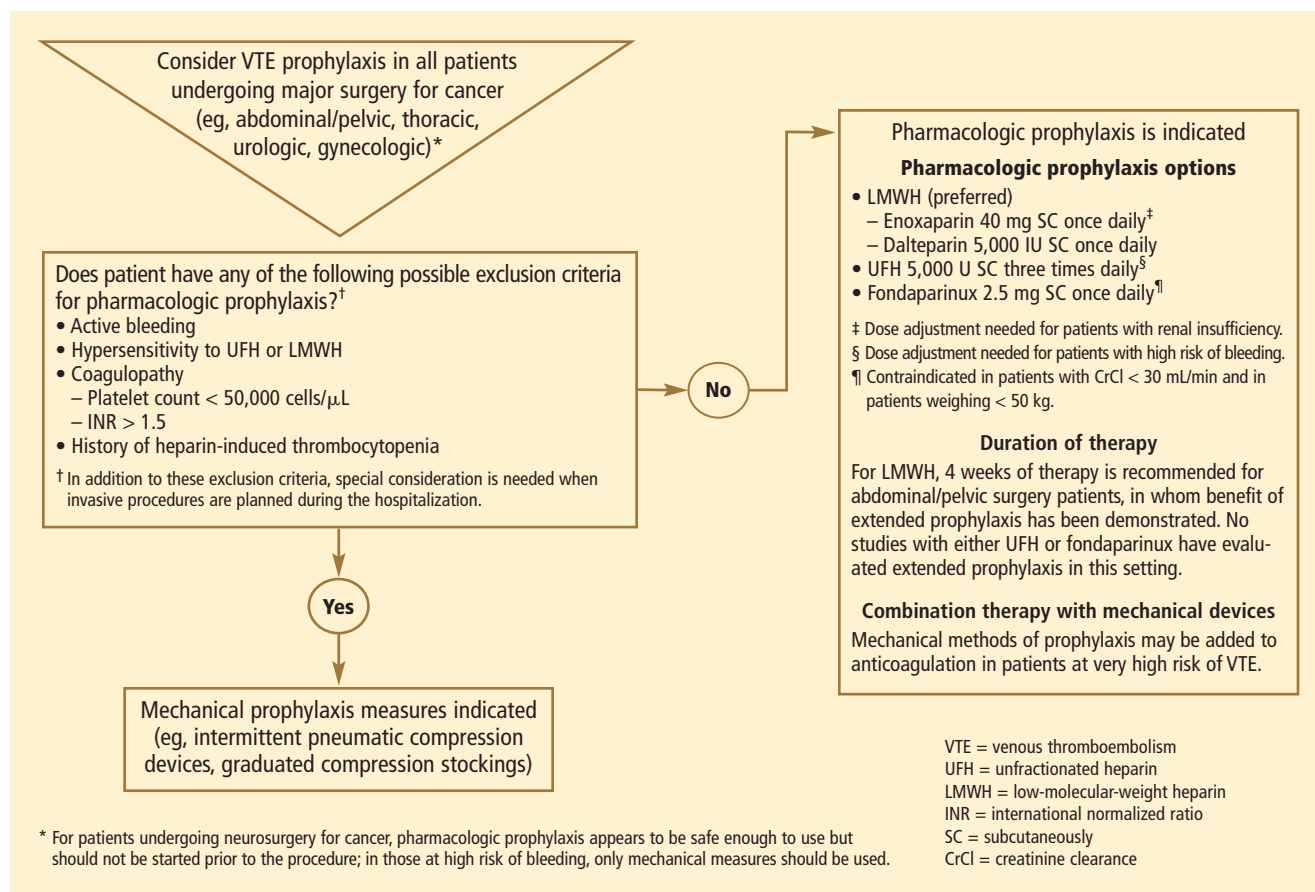 Consider VTE prophylaxis in all patients
undergoing major surgery for cancer
(eg, abdominal/pelvic, thoracic,
urologic, gynecologic)*
Does patient have any of the following possible exclusion criteria
for pharmacologic prophylaxis?†
• Active bleeding
• Hypersensitivity to UFH or LMWH
• Coagulopathy
– Platelet count < 50,000 cells/μL
– INR > 1.5
• History of heparin-induced thrombocytopenia
† In addition to these exclusion criteria, special consideration is needed when
invasive procedures are planned during the hospitalization.
No
Yes
Mechanical prophylaxis measures indicated
(eg, intermittent pneumatic compression
devices, graduated compression stockings)
Pharmacologic prophylaxis is indicated
Pharmacologic prophylaxis options
• LMWH (preferred)
– Enoxaparin 40 mg SC once daily‡
– Dalteparin 5,000 IU SC once daily
• UFH 5,000 U SC three times daily§
• Fondaparinux 2.5 mg SC once daily¶
‡ Dose adjustment needed for patients with renal insufficiency.
§ Dose adjustment needed for patients with high risk of bleeding.
¶ Contraindicated in patients with CrCl < 30 mL/min and in
patients weighing < 50 kg.
Duration of therapy
For LMWH, 4 weeks of therapy is recommended for
abdominal/pelvic surgery patients, in whom benefit of
extended prophylaxis has been demonstrated. No
studies with either UFH or fondaparinux have evalu-
ated extended prophylaxis in this setting.
Combination therapy with mechanical devices
Mechanical methods of prophylaxis may be added to
anticoagulation in patients at very high risk of VTE.
VTE = venous thromboembolism
UFH = unfractionated heparin
LMWH = low-molecular-weight heparin
INR = international normalized ratio
SC = subcutaneously
CrCl = creatinine clearance
* For patients undergoing neurosurgery for cancer, pharmacologic prophylaxis appears to be safe enough to use but
should not be started prior to the procedure; in those at high risk of bleeding, only mechanical measures should be used.